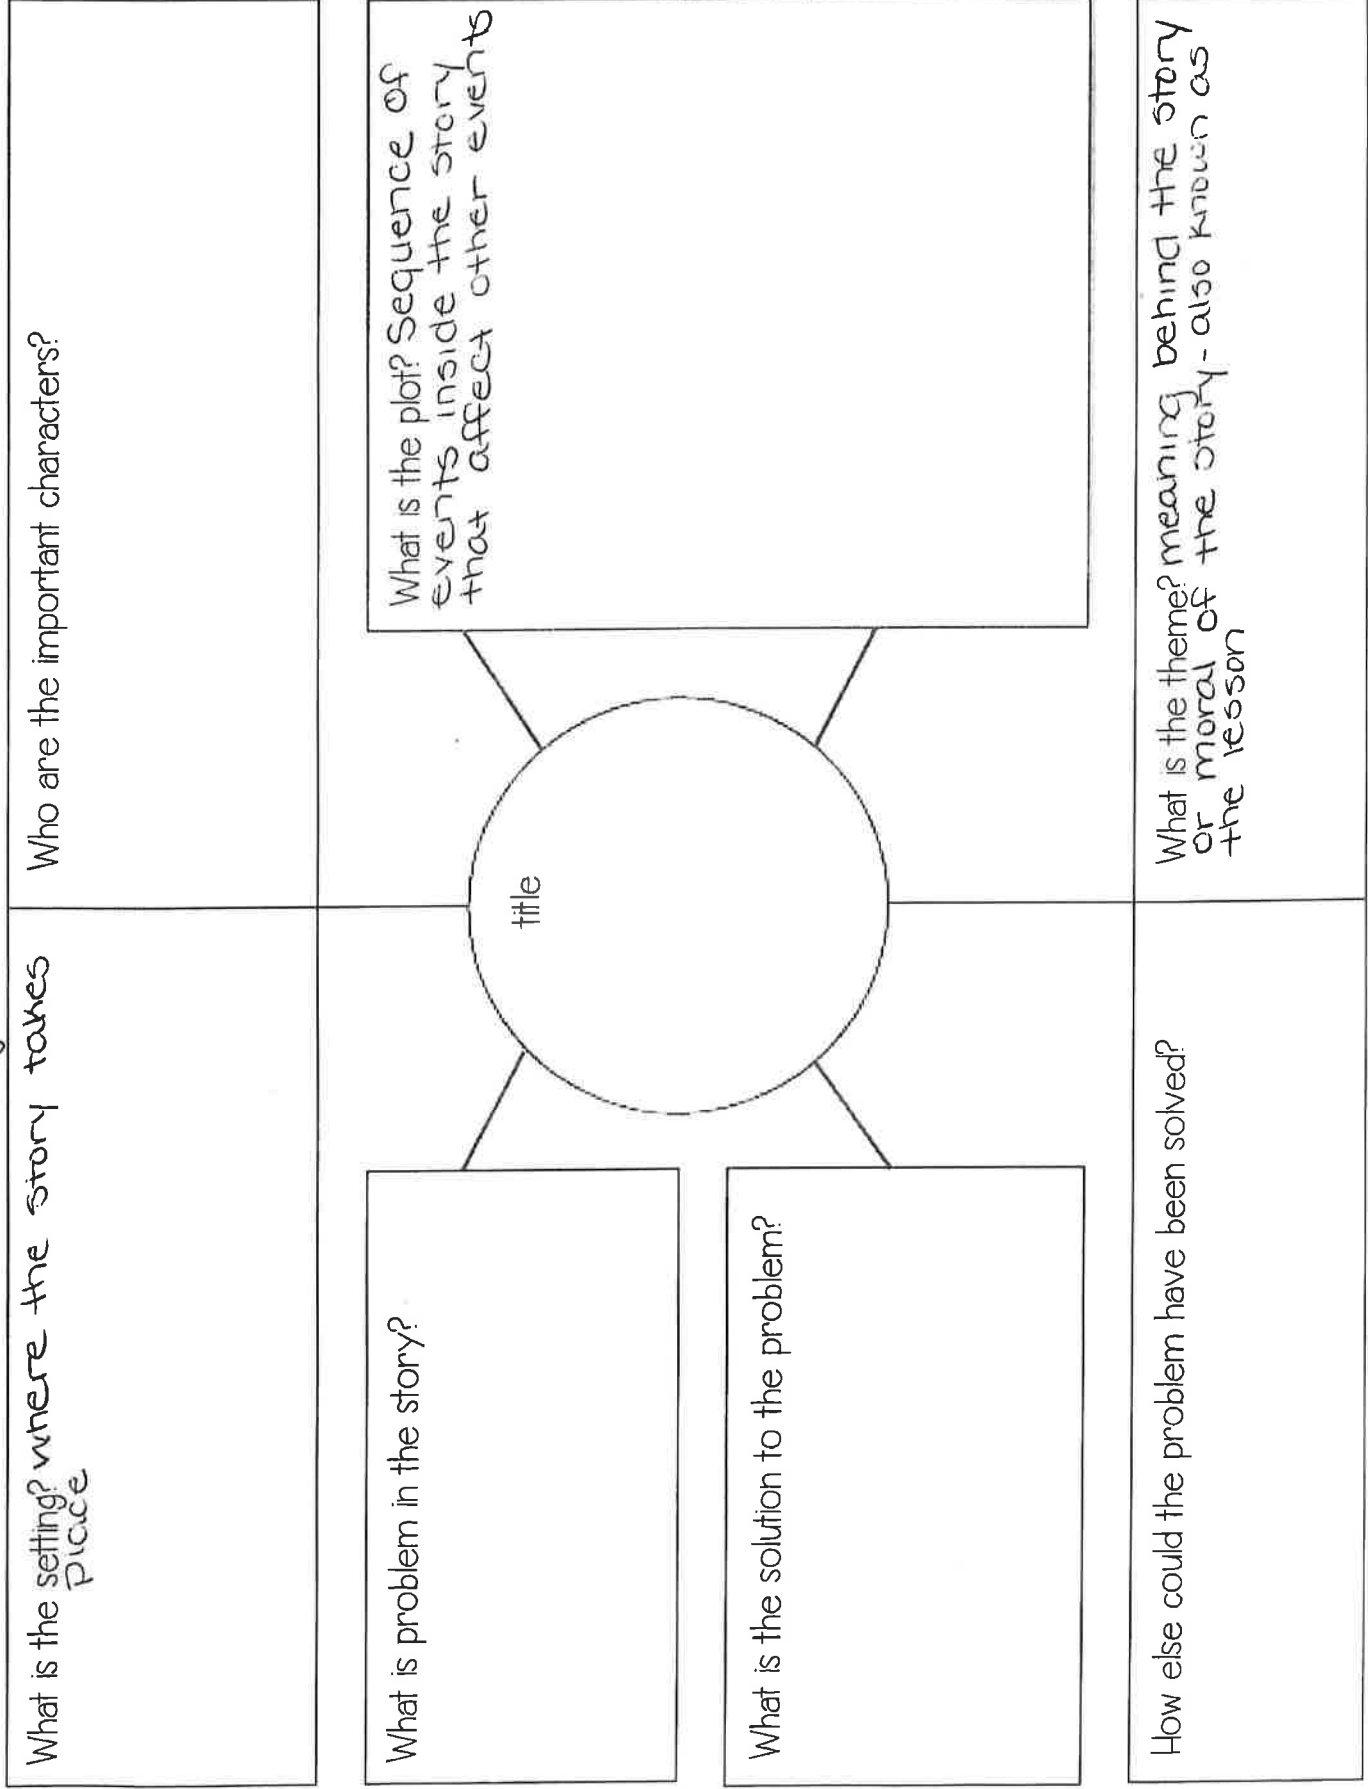 What is the setting? where the story takes
place
Who are the important characters?
What is problem in the story?
title
What is the plot? Sequence of
events inside the story
that affect other events
What is the solution to the problem?
How else could the problem have been solved?
What is the theme? meaning behind the story
or moral of the story - also known as
the lesson